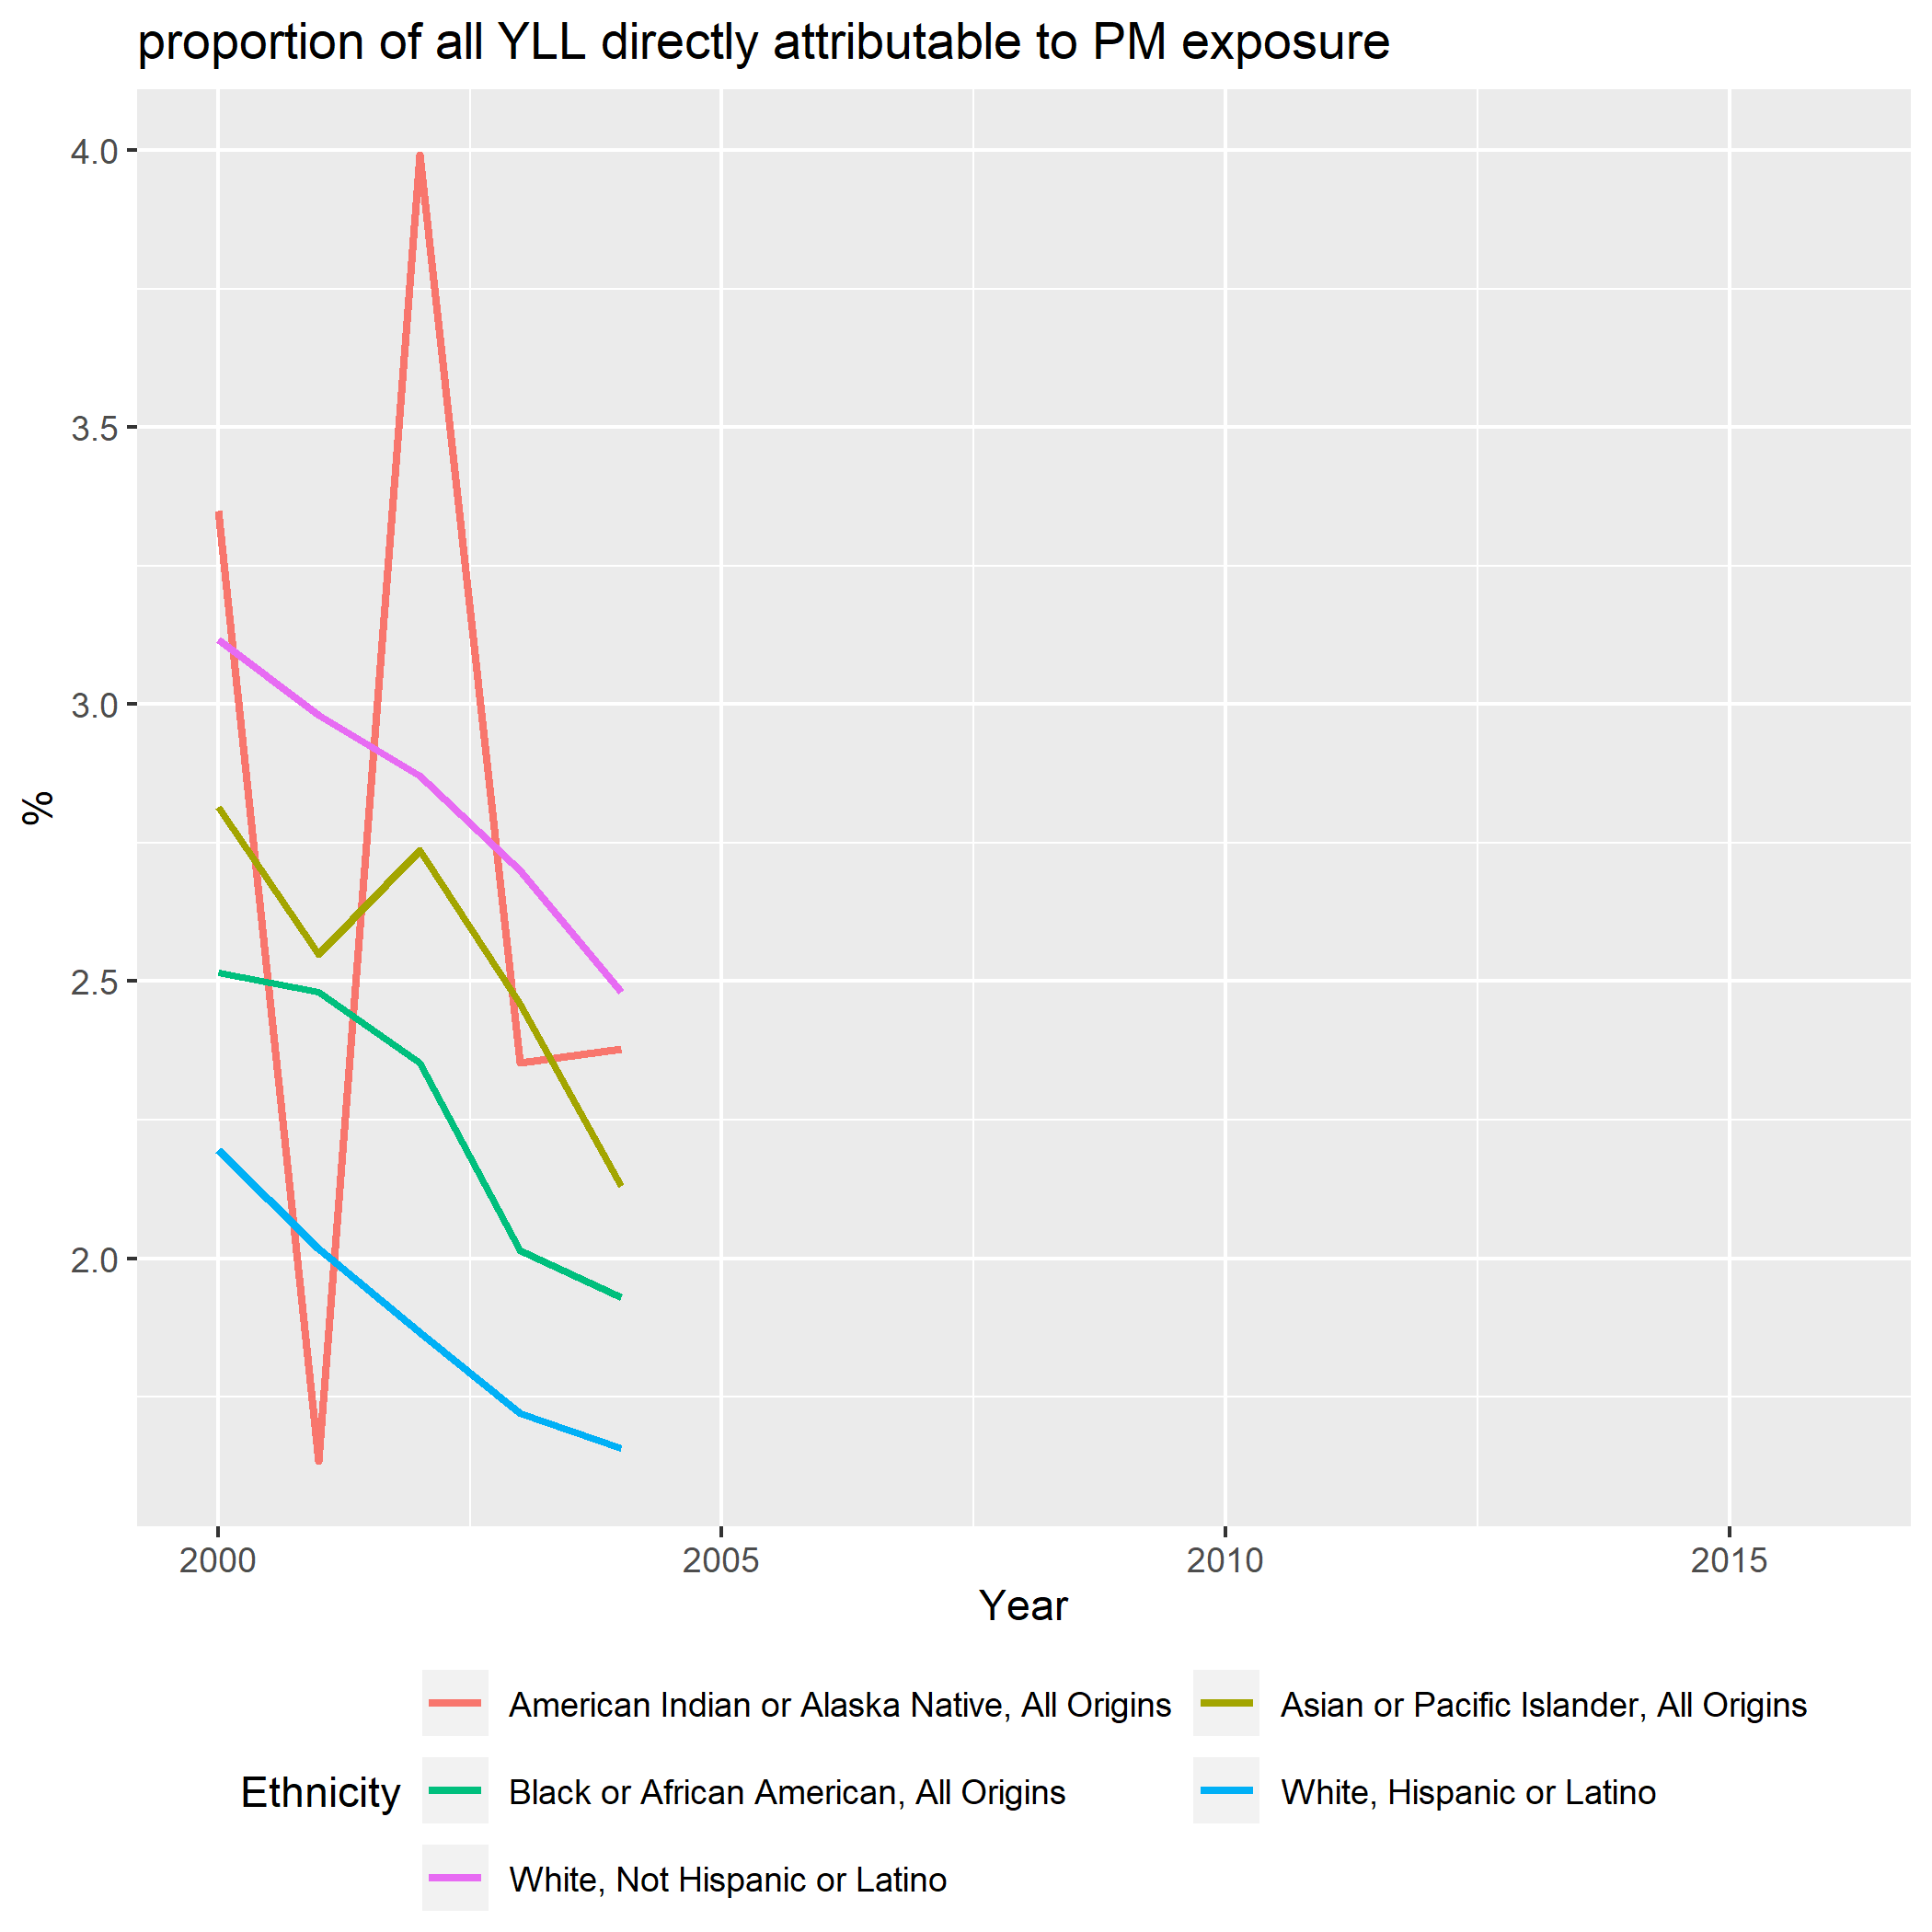 proportion of all YLL directly attributable to PM exposure
4.0
3.5
3.0
2.5
2.0
%
2000 2005 2010 2015
Year
Ethnicity
American Indian or Alaska Native, All Origins
Asian or Pacific Islander, All Origins
Black or African American, All Origins
White, Hispanic or Latino
White, Not Hispanic or Latino